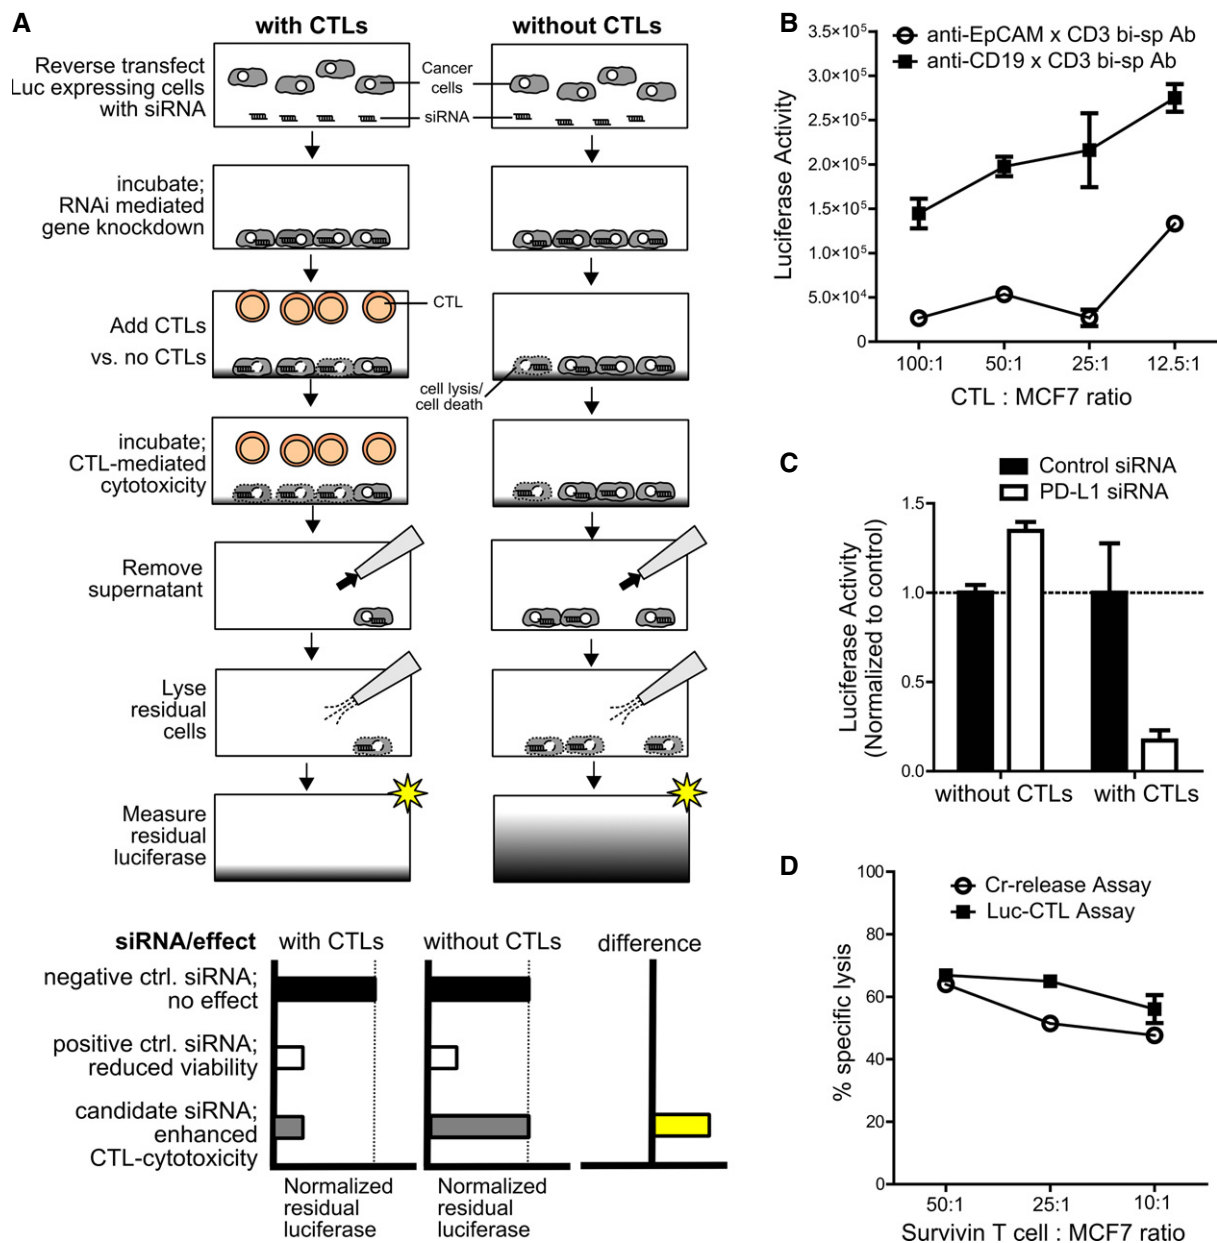 A
with CTLs
without CTLs
Reverse transfect
Luc expressing cells
with siRNA
Cancer
cells
siRNA
incubate;
RNAi mediated
gene knockdown
Add CTLs
vs. no CTLs
CTL
cell lysis/
cell death
incubate;
CTL-mediated
cytotoxicity
Remove
supernatant
Lyse
residual
cells
Measure
residual
luciferase
siRNA/effect
with CTLs
without CTLs
difference
negative ctrl. siRNA;
no effect
positive ctrl. siRNA;
reduced viability
candidate siRNA;
enhanced
CTL-cytotoxicity
Normalized
residual
luciferase
Normalized
residual
luciferase
B
anti-EpCAM x CD3 bi-sp Ab
anti-CD19 x CD3 bi-sp Ab
Luciferase Activity
3.5×10⁵
3.0×10⁵
2.5×10⁵
2.0×10⁵
1.5×10⁵
1.0×10⁵
5.0×10⁴
0
100:1
50:1
25:1
12.5:1
CTL : MCF7 ratio
C
Control siRNA
PD-L1 siRNA
Luciferase Activity
(Normalized to control)
1.5
1.0
0.5
0.0
without CTLs
with CTLs
D
Cr-release Assay
Luc-CTL Assay
% specific lysis
100
80
60
40
20
0
50:1
25:1
10:1
Survivin T cell : MCF7 ratio